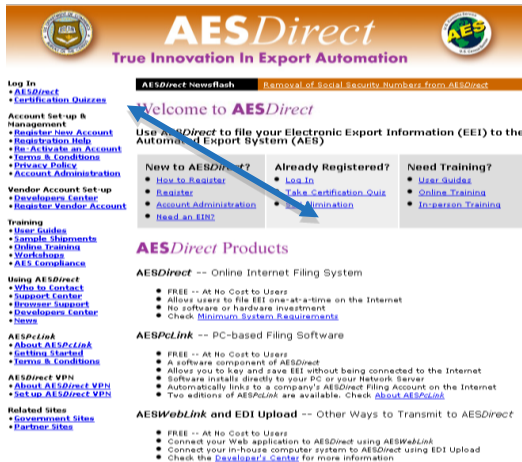 AESDirect
True Innovation In Export Automation
AES
Log In
• AESDirect
• Certification Quizzes
Account Set-up &
Management
• Register New Account
• Registration Help
• Re-Activate an Account
• Terms & Conditions
• Privacy Policy
• Account Administration
Vendor Account Set-up
• Developers Center
• Register Vendor Account
Training
• User Guides
• Sample Shipments
• Online Training
• Workshops
• AES Compliance
Using AESDirect
• Who to Contact
• Support Center
• Browser Support
• Developers Center
• News
AESPcLink
• About AESPcLink
• Getting Started
• Terms & Conditions
AESDirect VPN
• About AESDirect VPN
• Set up AESDirect VPN
Related Sites
• Government Sites
• Partner Sites
AESDirect Newsflash
Removal of Social Security Numbers from AESDirect
Welcome to AESDirect
Use AESDirect to file your Electronic Export Information (EEI) to the
Automated Export System (AES)
New to AESDirect?
• How to Register
• Register
• Account Administration
• Need an EIN?
Already Registered?
• Log In
• Take Certification Quiz
• Elimination
Need Training?
• User Guides
• Online Training
• In-person Training
AESDirect Products
AESDirect -- Online Internet Filing System
• FREE -- At No Cost to Users
• Allows users to file EEI one-at-a-time on the Internet
• No software or hardware investment
• Check Minimum System Requirements
AESPcLink -- PC-based Filing Software
• FREE -- At No Cost to Users
• A software component of AESDirect
• Allows you to key and save EEI without being connected to the Internet
• Software installs directly to your PC or your Network Server
• Automatically links to a company's AESDirect Filing Account on the Internet
• Two editions of AESPcLink are available. Check About AESPcLink
AESWebLink and EDI Upload -- Other Ways to Transmit to AESDirect
• FREE -- At No Cost to Users
• Connect your Web application to AESDirect using AESWebLink
• Connect your in-house computer system to AESDirect using EDI Upload
• Check the Developer's Center for more information